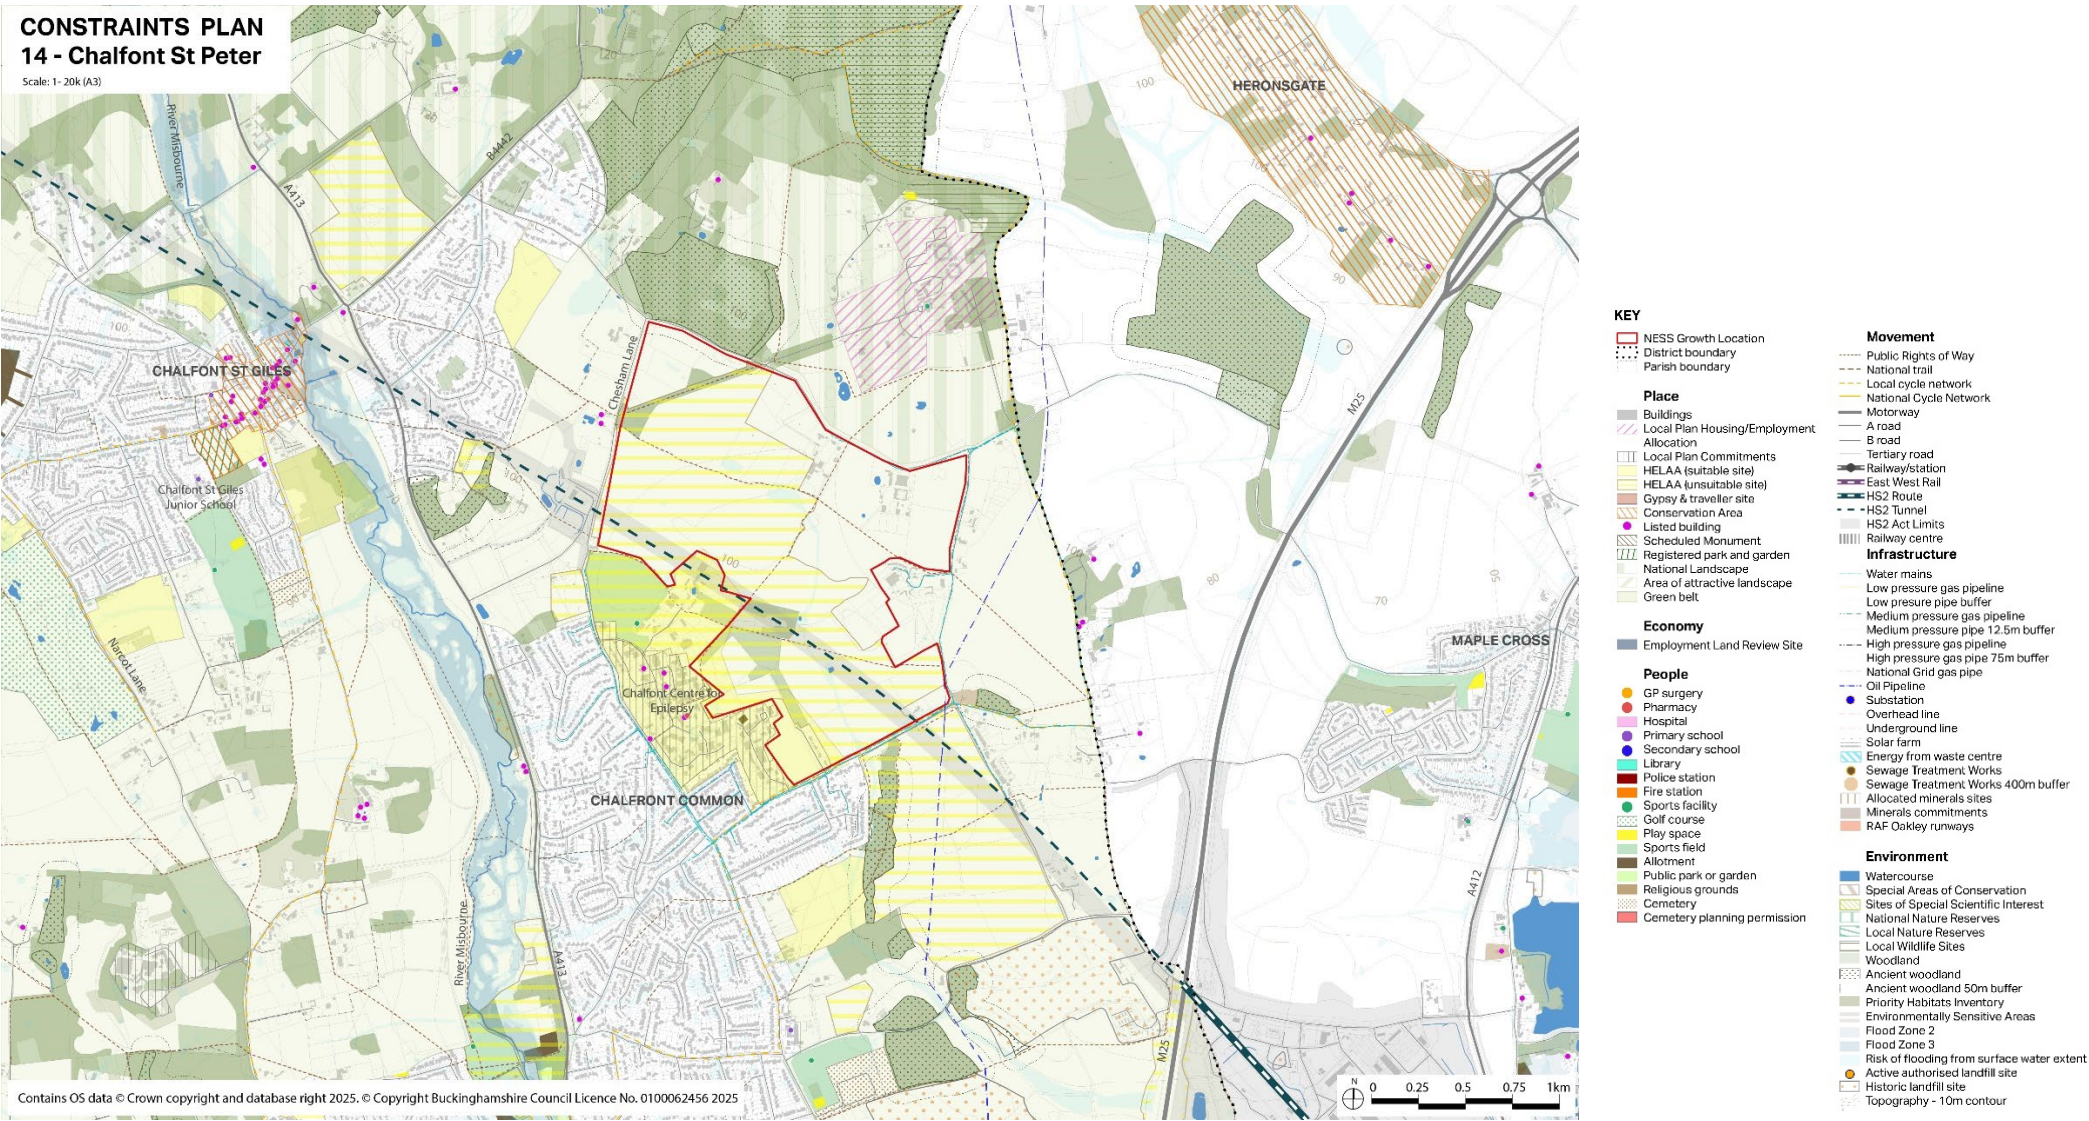 CONSTRAINTS PLAN
14 - Chalfont St Peter
Scale: 1- 20k (A3)
River Misbourne
A413
B4442
120
120
HERONSGATE
100
100
90
100
CHALFONT ST GILES
Chesham Lane
M25
Chalfont St Giles
Junior School
100
100
100
80
70
50
Narcot Lane
MAPLE CROSS
Chalfont Centre for
Epilepsy
CHALFRONT COMMON
A412
River Misbourne
A413
M25
Contains OS data © Crown copyright and database right 2025. © Copyright Buckinghamshire Council Licence No. 0100062456 2025
N
0 0.25 0.5 0.75 1km
KEY
NESS Growth Location
District boundary
Parish boundary
Place
Buildings
Local Plan Housing/Employment
Allocation
Local Plan Commitments
HELAA (suitable site)
HELAA (unsuitable site)
Gypsy & traveller site
Conservation Area
Listed building
Scheduled Monument
Registered park and garden
National Landscape
Area of attractive landscape
Green belt
Economy
Employment Land Review Site
People
GP surgery
Pharmacy
Hospital
Primary school
Secondary school
Library
Police station
Fire station
Sports facility
Golf course
Play space
Sports field
Allotment
Public park or garden
Religious grounds
Cemetery
Cemetery planning permission
Movement
Public Rights of Way
National trail
Local cycle network
National Cycle Network
Motorway
A road
B road
Tertiary road
Railway/station
East West Rail
HS2 Route
HS2 Tunnel
HS2 Act Limits
Railway centre
Infrastructure
Water mains
Low pressure gas pipeline
Low presure pipe buffer
Medium pressure gas pipeline
Medium pressure pipe 12.5m buffer
High pressure gas pipeline
High pressure gas pipe 75m buffer
National Grid gas pipe
Oil Pipeline
Substation
Overhead line
Underground line
Solar farm
Energy from waste centre
Sewage Treatment Works
Sewage Treatment Works 400m buffer
Allocated minerals sites
Minerals commitments
RAF Oakley runways
Environment
Watercourse
Special Areas of Conservation
Sites of Special Scientific Interest
National Nature Reserves
Local Nature Reserves
Local Wildlife Sites
Woodland
Ancient woodland
Ancient woodland 50m buffer
Priority Habitats Inventory
Environmentally Sensitive Areas
Flood Zone 2
Flood Zone 3
Risk of flooding from surface water extent
Active authorised landfill site
Historic landfill site
Topography - 10m contour